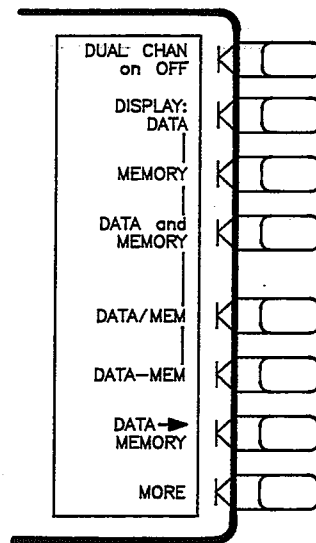 DUAL CHAN
on OFF
DISPLAY:
DATA
MEMORY
DATA and
MEMORY
DATA/MEM
DATA-MEM
DATA→
MEMORY
MORE